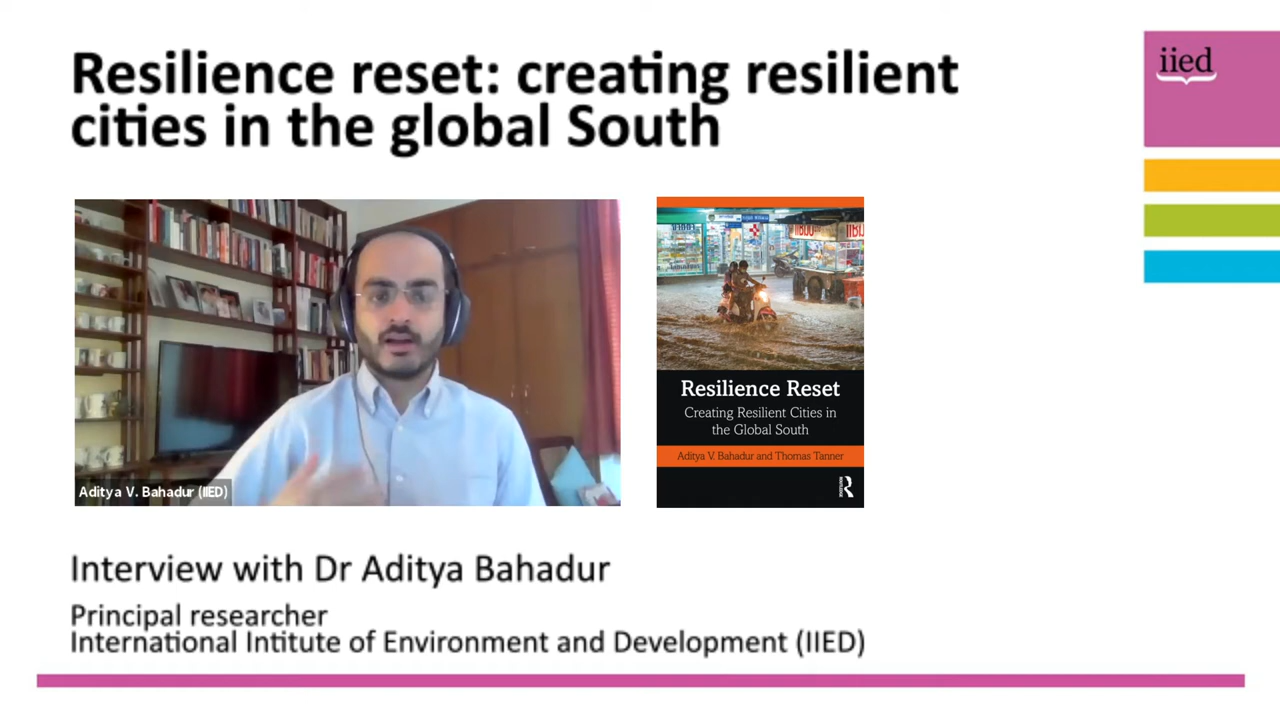 Resilience reset: creating resilient
cities in the global South
iied
Resilience Reset
Creating Resilient Cities in
the Global South
Aditya V. Bahadur and Thomas Tanner
Aditya V. Bahadur (IIED)
Interview with Dr Aditya Bahadur
Principal researcher
International Intitute of Environment and Development (IIED)